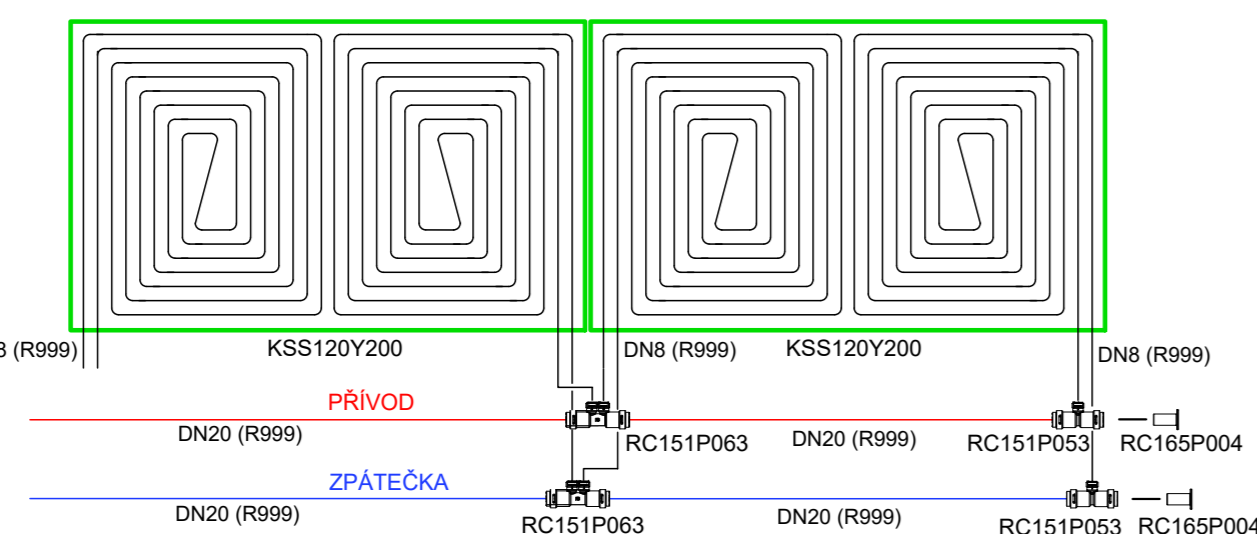 8 (R999)
KSS120Y200
DN8 (R999)
KSS120Y200
DN8 (R999)
PŘÍVOD
DN20 (R999)
RC151P063
DN20 (R999)
RC151P053
RC165P004
ZPÁTEČKA
DN20 (R999)
RC151P063
DN20 (R999)
RC151P053
RC165P004